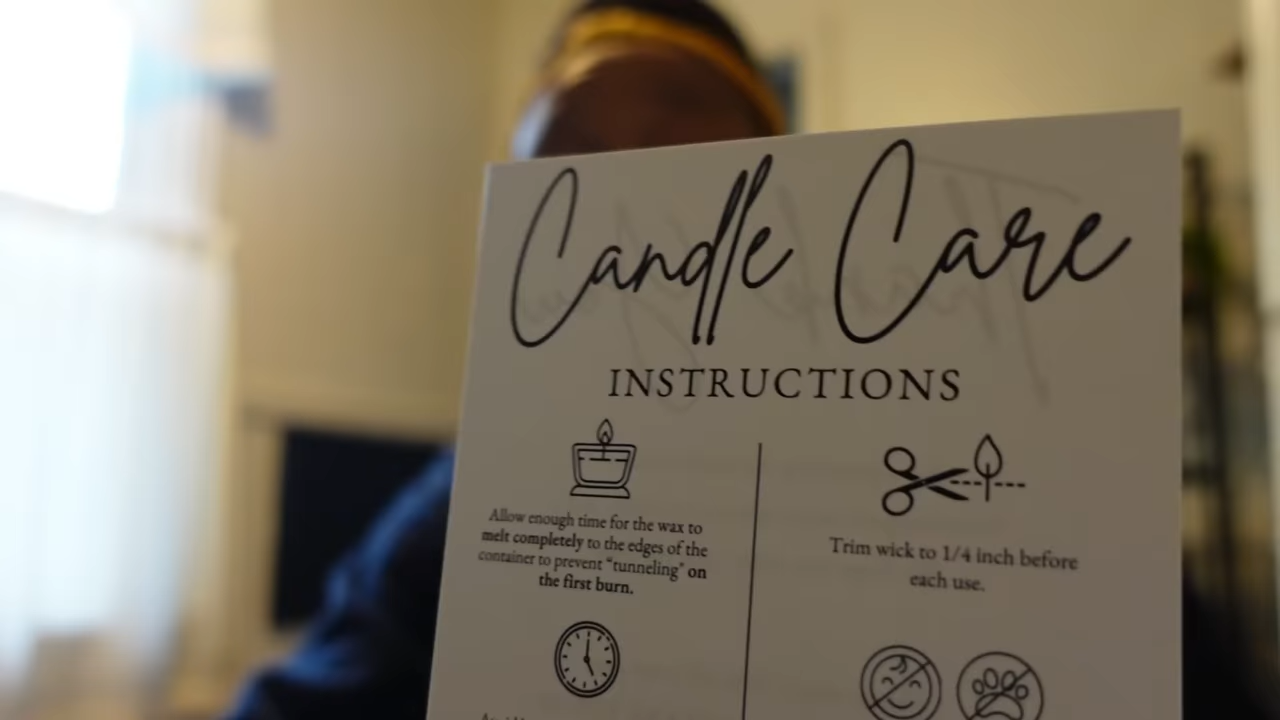 Candle Care
INSTRUCTIONS
Allow enough time for the wax to
melt completely to the edges of the
container to prevent "tunneling" on
the first burn.
Trim wick to 1/4 inch before
each use.